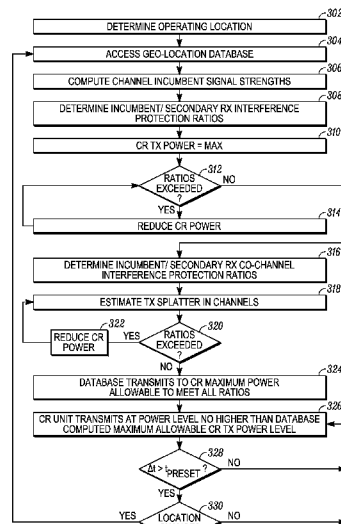 302
DETERMINE OPERATING LOCATION
304
ACCESS GEO-LOCATION DATABASE
306
COMPUTE CHANNEL INCUMBENT SIGNAL STRENGTHS
308
DETERMINE INCUMBENT/ SECONDARY RX INTERFERENCE
PROTECTION RATIOS
310
CR TX POWER = MAX
312
RATIOS
EXCEEDED
?
NO
YES
314
REDUCE CR POWER
316
DETERMINE INCUMBENT/ SECONDARY RX CO-CHANNEL
INTERFERENCE PROTECTION RATIOS
318
ESTIMATE TX SPLATTER IN CHANNELS
322
REDUCE CR
POWER
YES
320
RATIOS
EXCEEDED
?
NO
324
DATABASE TRANSMITS TO CR MAXIMUM POWER
ALLOWABLE TO MEET ALL RATIOS
326
CR UNIT TRANSMITS AT POWER LEVEL NO HIGHER THAN DATABASE
COMPUTED MAXIMUM ALLOWABLE CR TX POWER LEVEL
328
Δt > tPRESET ?
NO
YES
330
YES
LOCATION
NO